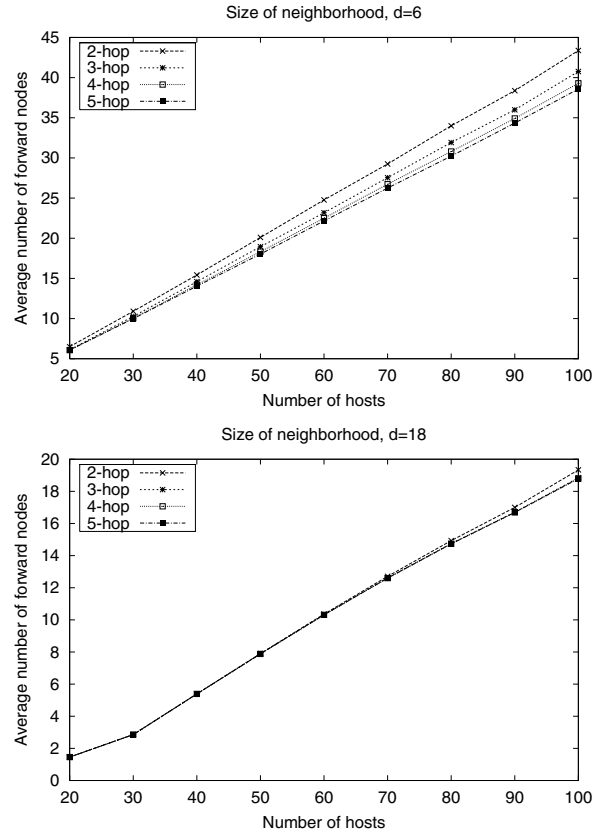 Size of neighborhood, d=6
45
40
35
30
25
20
15
10
5
Average number of forward nodes
2-hop
3-hop
4-hop
5-hop
20 30 40 50 60 70 80 90 100
Number of hosts
Size of neighborhood, d=18
20
18
16
14
12
10
8
6
4
2
0
Average number of forward nodes
2-hop
3-hop
4-hop
5-hop
20 30 40 50 60 70 80 90 100
Number of hosts